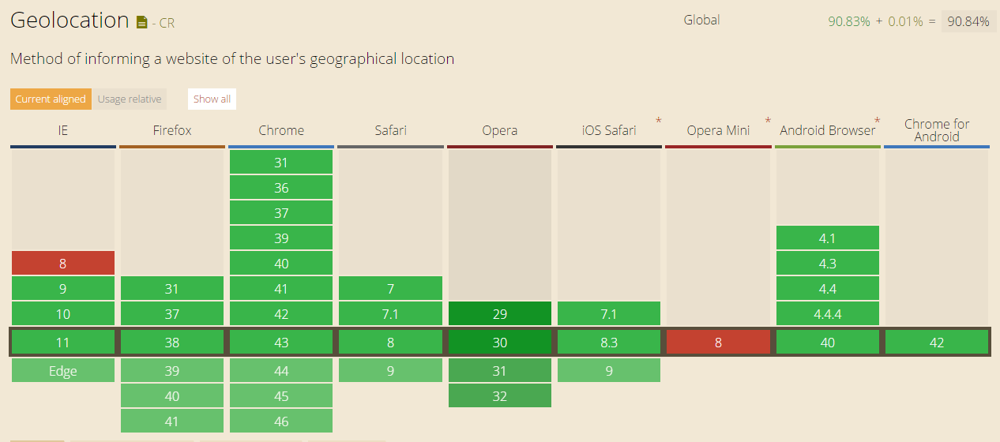 Geolocation - CR
Global 90.83% + 0.01% = 90.84%
Method of informing a website of the user's geographical location
Current aligned Usage relative Show all
IE Firefox Chrome Safari Opera iOS Safari * Opera Mini * Android Browser * Chrome for Android
31
36
37
39 4.1
8 40 4.3
9 31 41 7 4.4
10 37 42 7.1 29 7.1 4.4.4
11 38 43 8 30 8.3 8 40 42
Edge 39 44 9 31 9
40 45 32
41 46